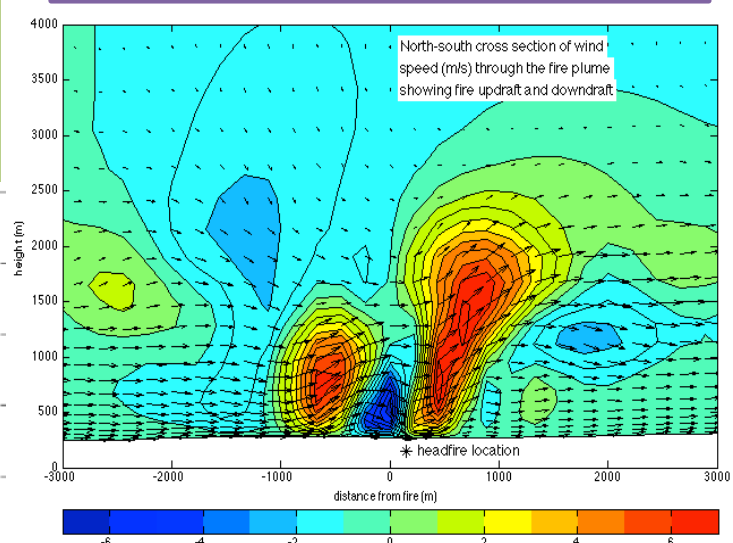 4000
North-south cross section of wind
speed (m/s) through the fire plume
showing fire updraft and downdraft
3500
3000
2500
2000
1500
1000
500
0
height (m)
headfire location
-3000 -2000 -1000 0 1000 2000 3000
distance from fire (m)
-6 -4 -2 0 2 4 6